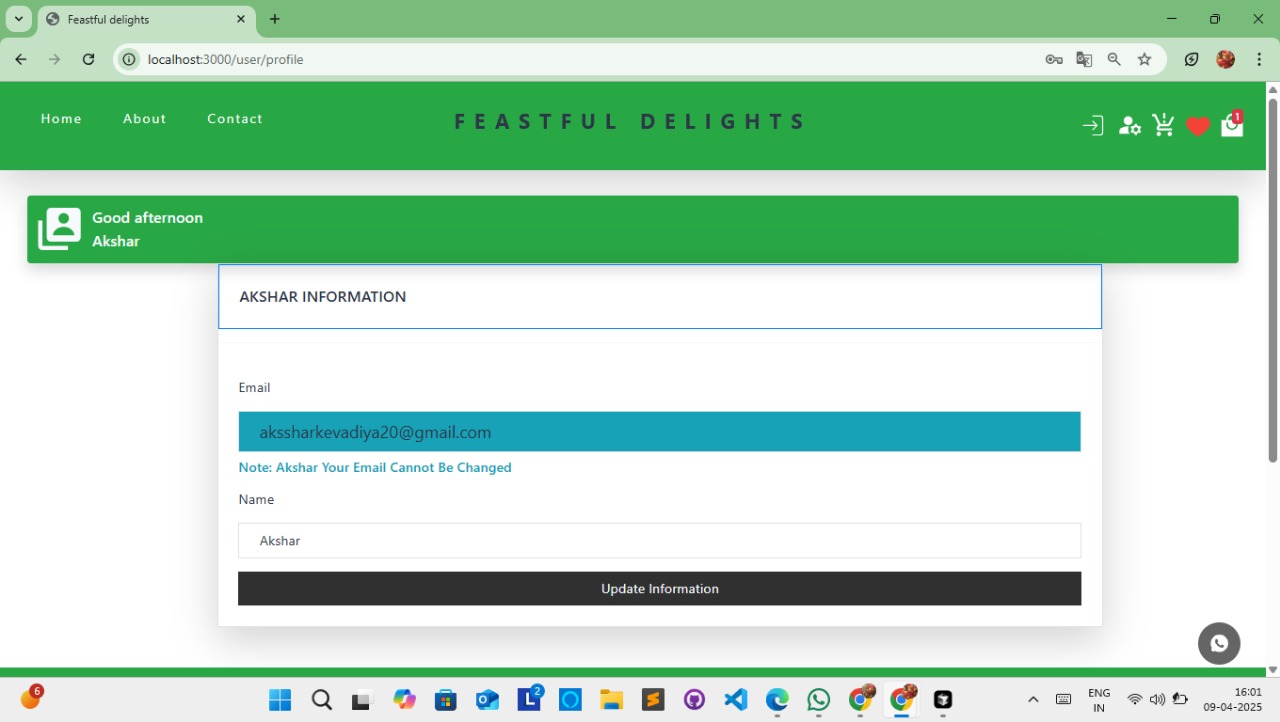 Feastful delights
localhost:3000/user/profile
Home About Contact FEASTFUL DELIGHTS 1
Good afternoon
Akshar
AKSHAR INFORMATION
Email
akssharkevadiya20@gmail.com
Note: Akshar Your Email Cannot Be Changed
Name
Akshar
Update Information
6 2 ENG 16:01
IN 09-04-2025